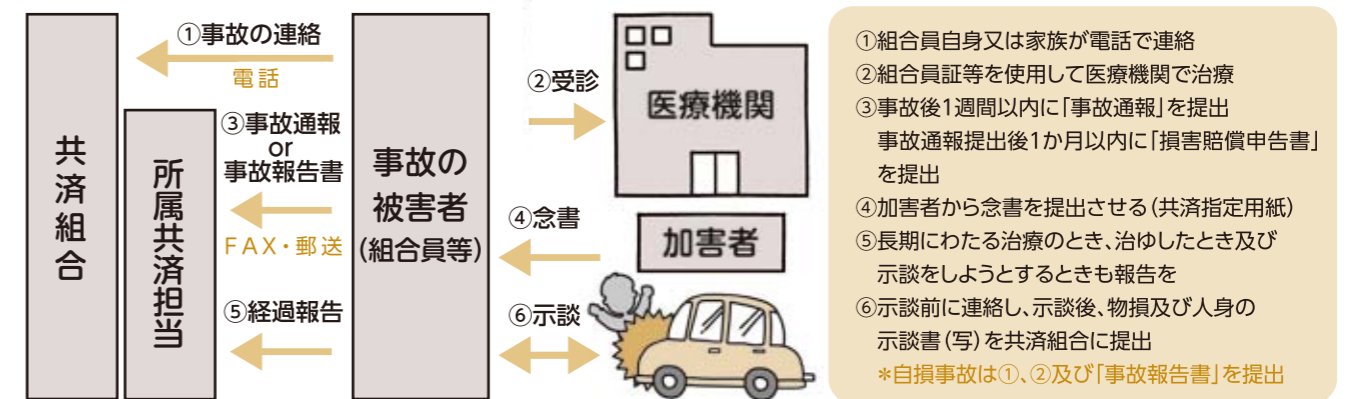 共済組合
所属共済担当
①事故の連絡
電話
③事故通報
or
事故報告書
FAX・郵送
⑤経過報告
事故の
被害者
(組合員等)
②受診
医療機関
④念書
加害者
⑥示談
①組合員自身又は家族が電話で連絡
②組合員証等を使用して医療機関で治療
③事故後1週間以内に「事故通報」を提出
事故通報提出後1か月以内に「損害賠償申告書」
を提出
④加害者から念書を提出させる(共済指定用紙)
⑤長期にわたる治療のとき、治ゆしたとき及び
示談をしようとするときも報告を
⑥示談前に連絡し、示談後、物損及び人身の
示談書(写)を共済組合に提出
*自損事故は①、②及び「事故報告書」を提出